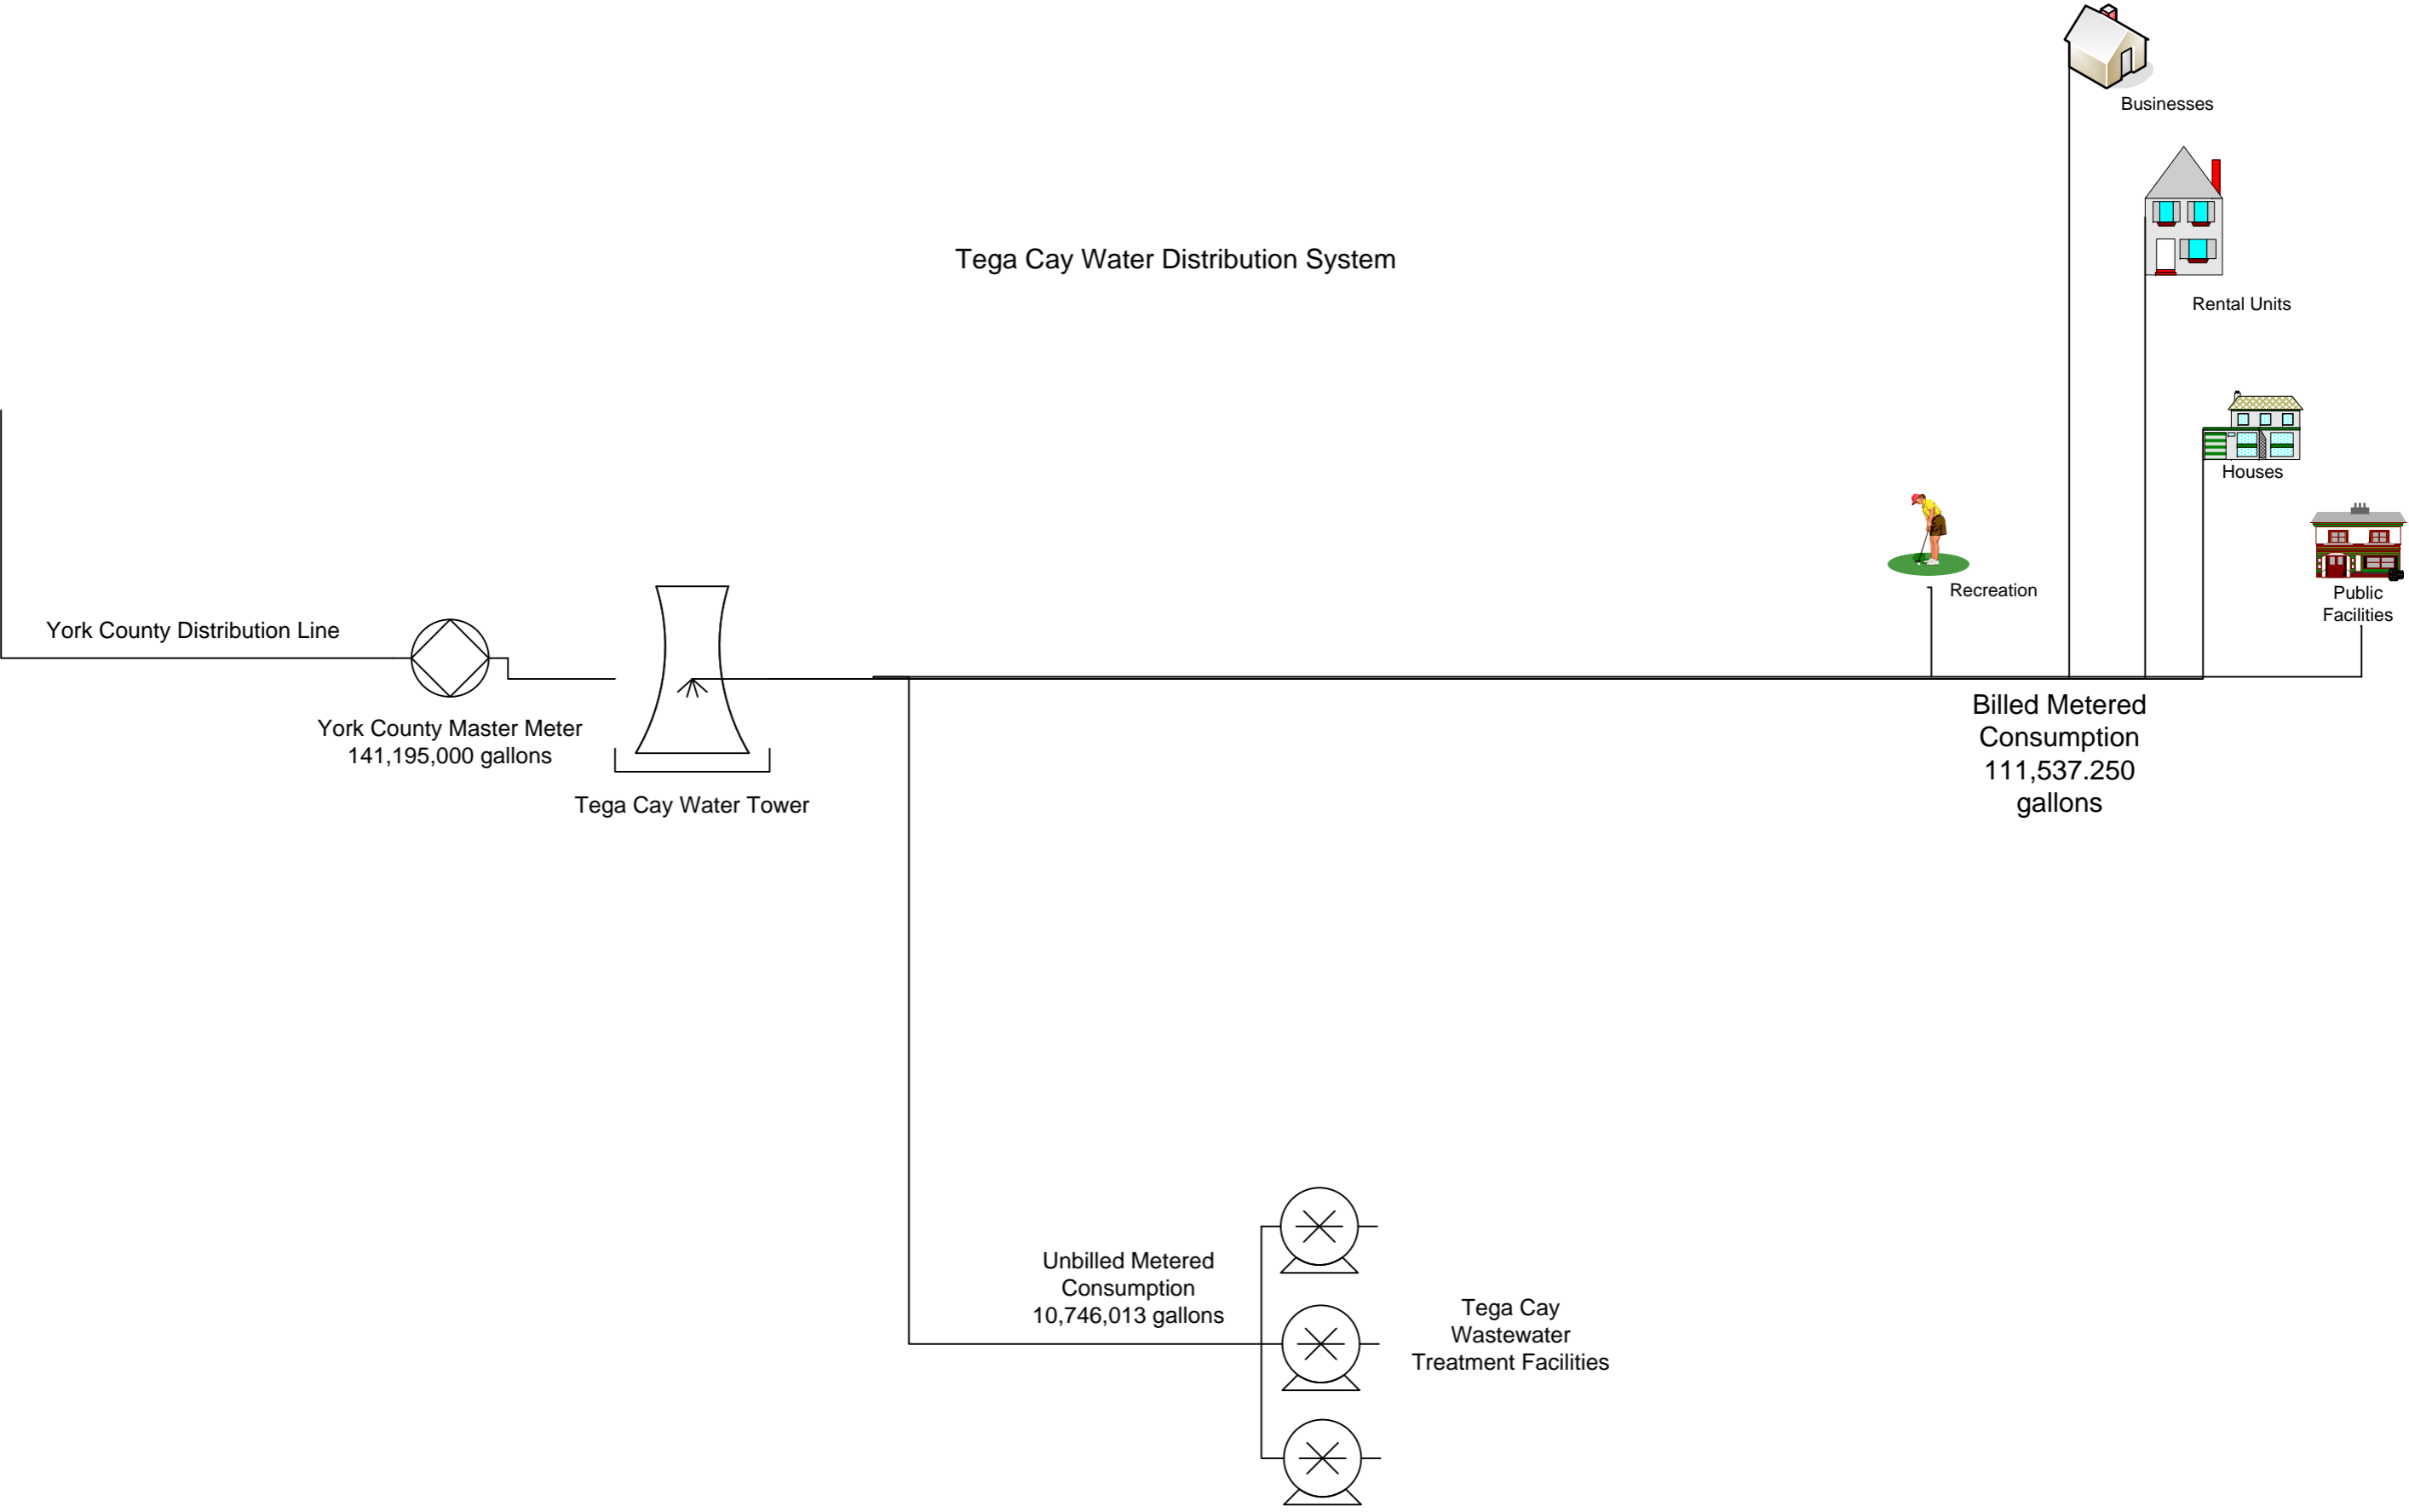 Businesses
Rental Units
Tega Cay Water Distribution System
Houses
Recreation
Public
Facilities
York County Distribution Line
York County Master Meter
141,195,000 gallons
Tega Cay Water Tower
Billed Metered
Consumption
111,537.250
gallons
Unbilled Metered
Consumption
10,746,013 gallons
Tega Cay
Wastewater
Treatment Facilities